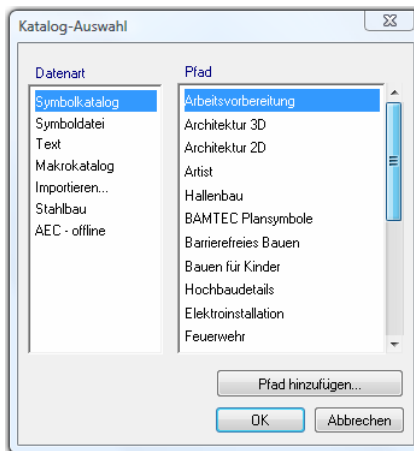 Katalog-Auswahl
Datenart
Symbolkatalog
Symboldatei
Text
Makrokatalog
Importieren...
Stahlbau
AEC - offline
Pfad
Arbeitsvorbereitung
Architektur 3D
Architektur 2D
Artist
Hallenbau
BAMTEC Plansymbole
Barrierefreies Bauen
Bauen für Kinder
Hochbaudetails
Elektroinstallation
Feuerwehr
Pfad hinzufügen...
OK
Abbrechen